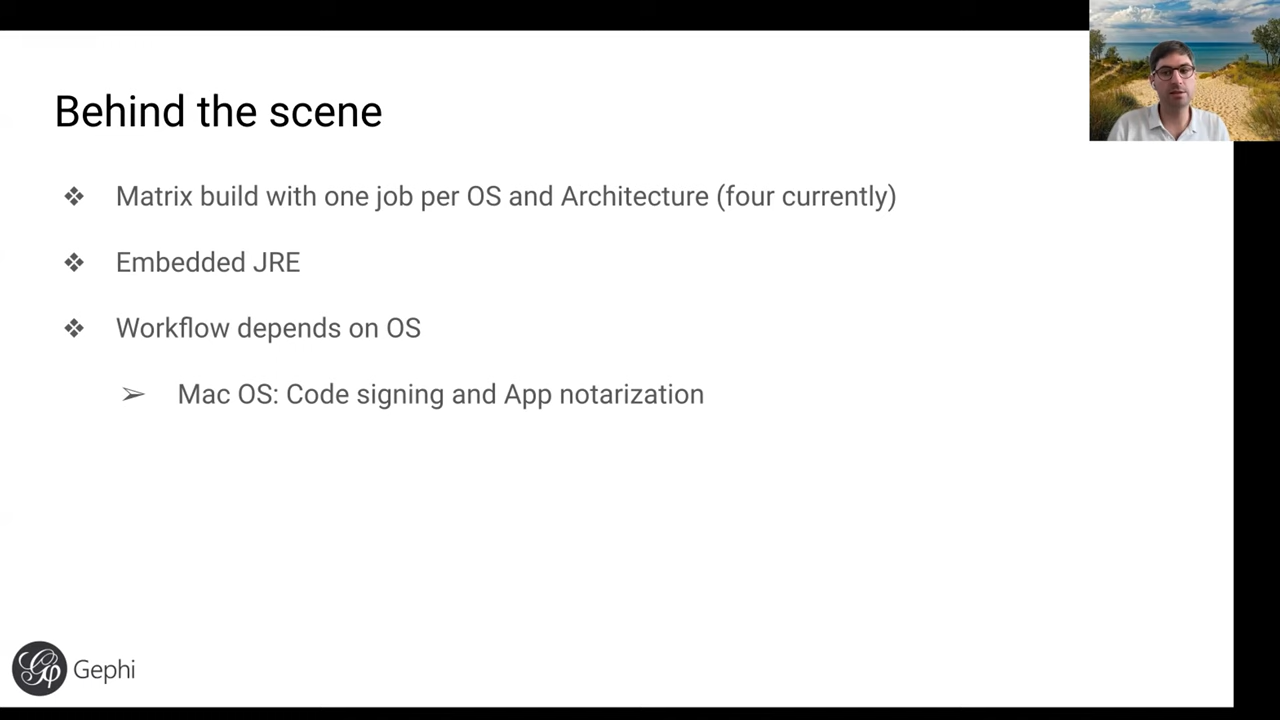 Behind the scene
❖ Matrix build with one job per OS and Architecture (four currently)
❖ Embedded JRE
❖ Workflow depends on OS
➢ Mac OS: Code signing and App notarization
Gephi